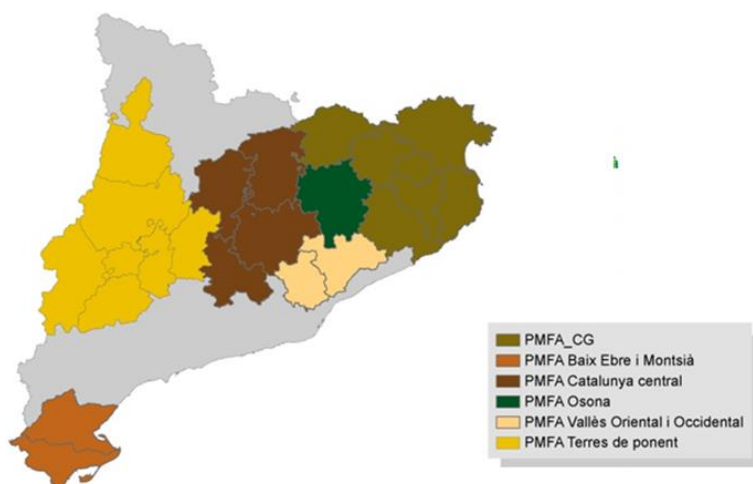 PMFA_CG
PMFA Baix Ebre i Montsià
PMFA Catalunya central
PMFA Osona
PMFA Vallès Oriental i Occidental
PMFA Terres de ponent